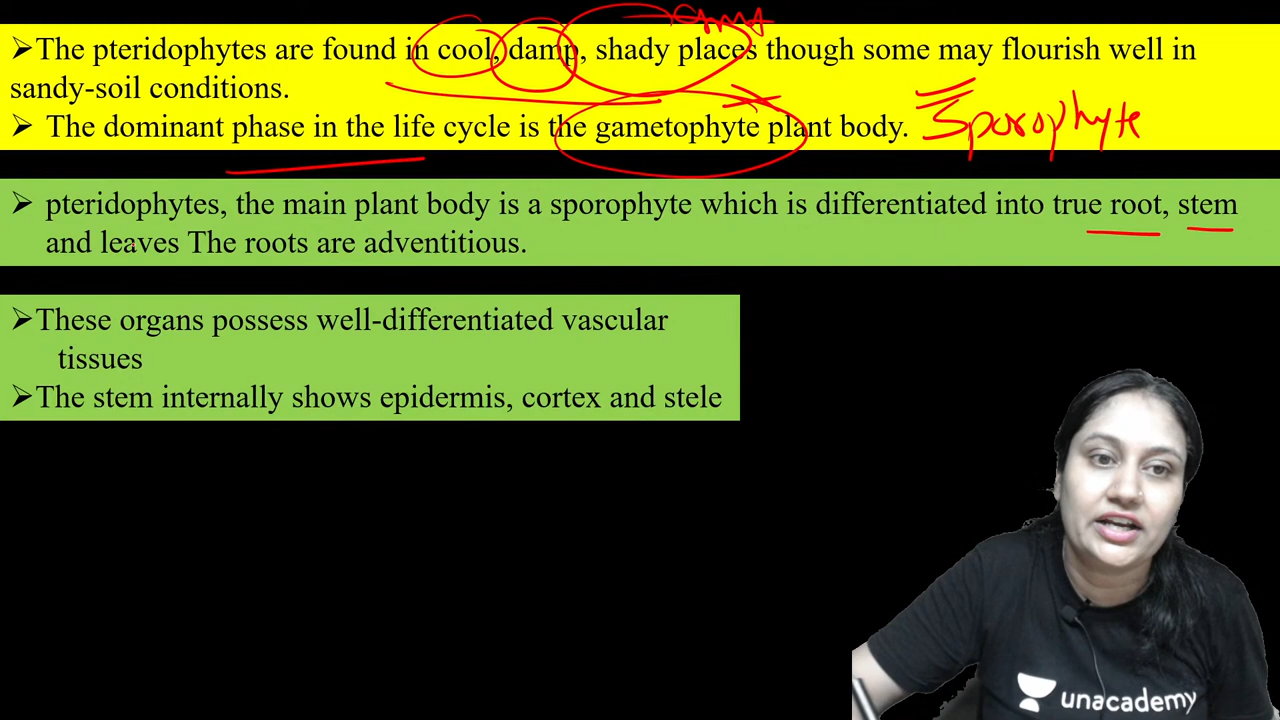 ➢The pteridophytes are found in cool, damp, shady places though some may flourish well in
sandy-soil conditions.
➢ The dominant phase in the life cycle is the gametophyte plant body. Sporophyte
➢ pteridophytes, the main plant body is a sporophyte which is differentiated into true root, stem
and leaves The roots are adventitious.
➢These organs possess well-differentiated vascular
tissues
➢The stem internally shows epidermis, cortex and stele
unacademy